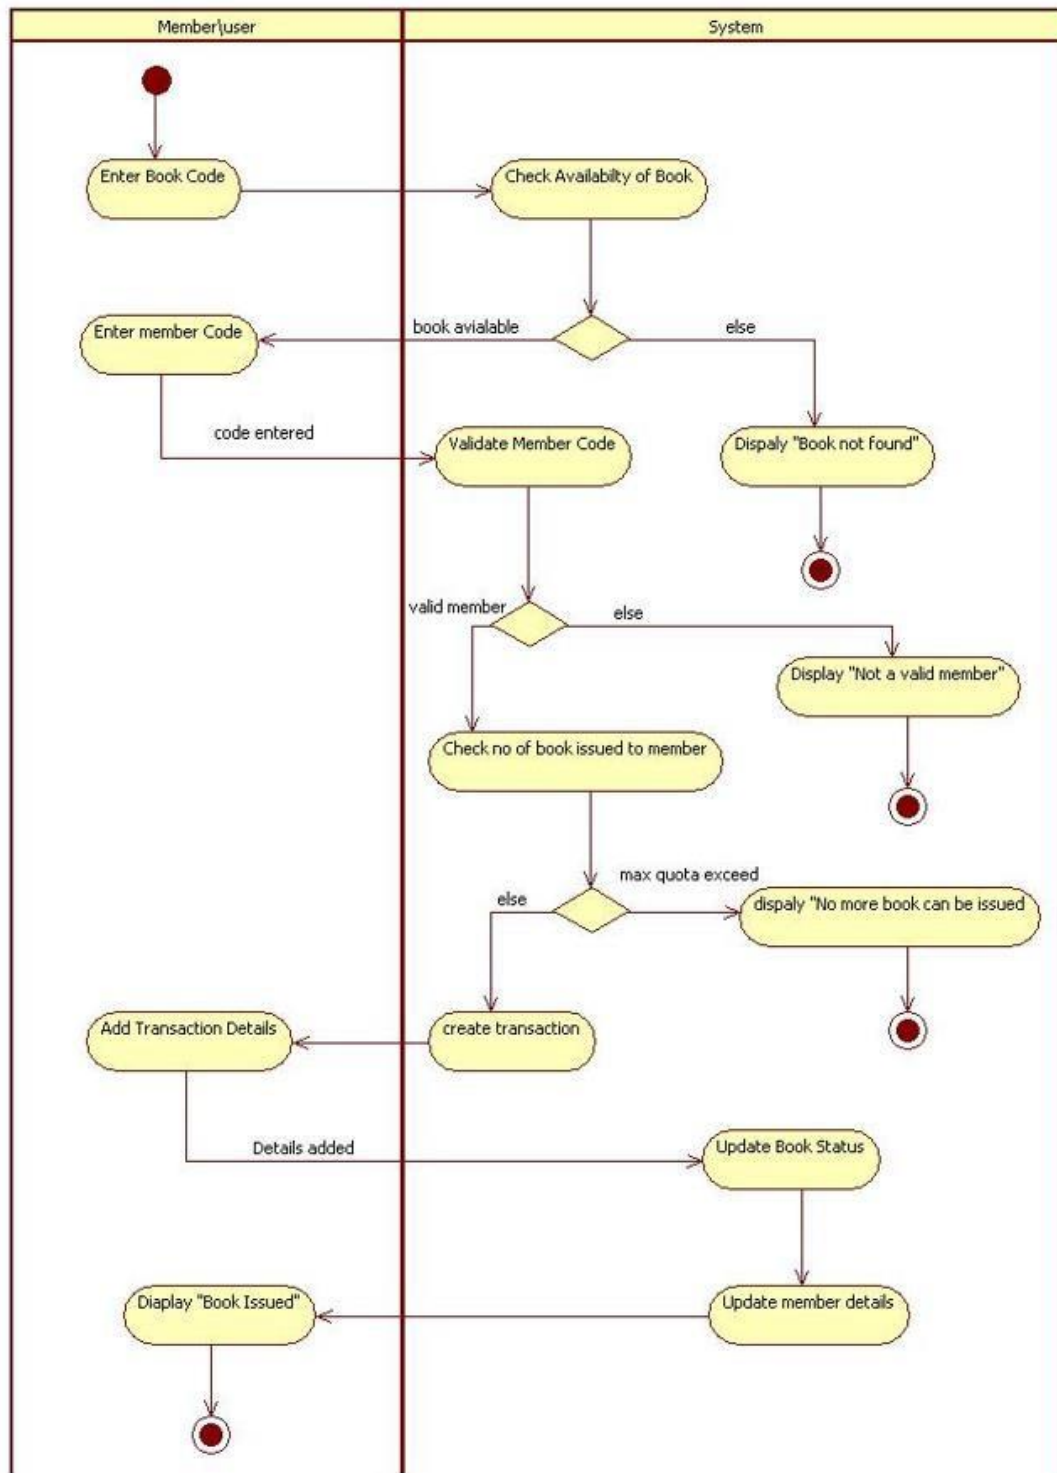 Member\user
System
Enter Book Code
Check Availabilty of Book
Enter member Code
book avialable
else
code entered
Validate Member Code
Dispaly "Book not found"
valid member
else
Display "Not a valid member"
Check no of book issued to member
max quota exceed
else
dispaly "No more book can be issued
Add Transaction Details
create transaction
Details added
Update Book Status
Diaplay "Book Issued"
Update member details